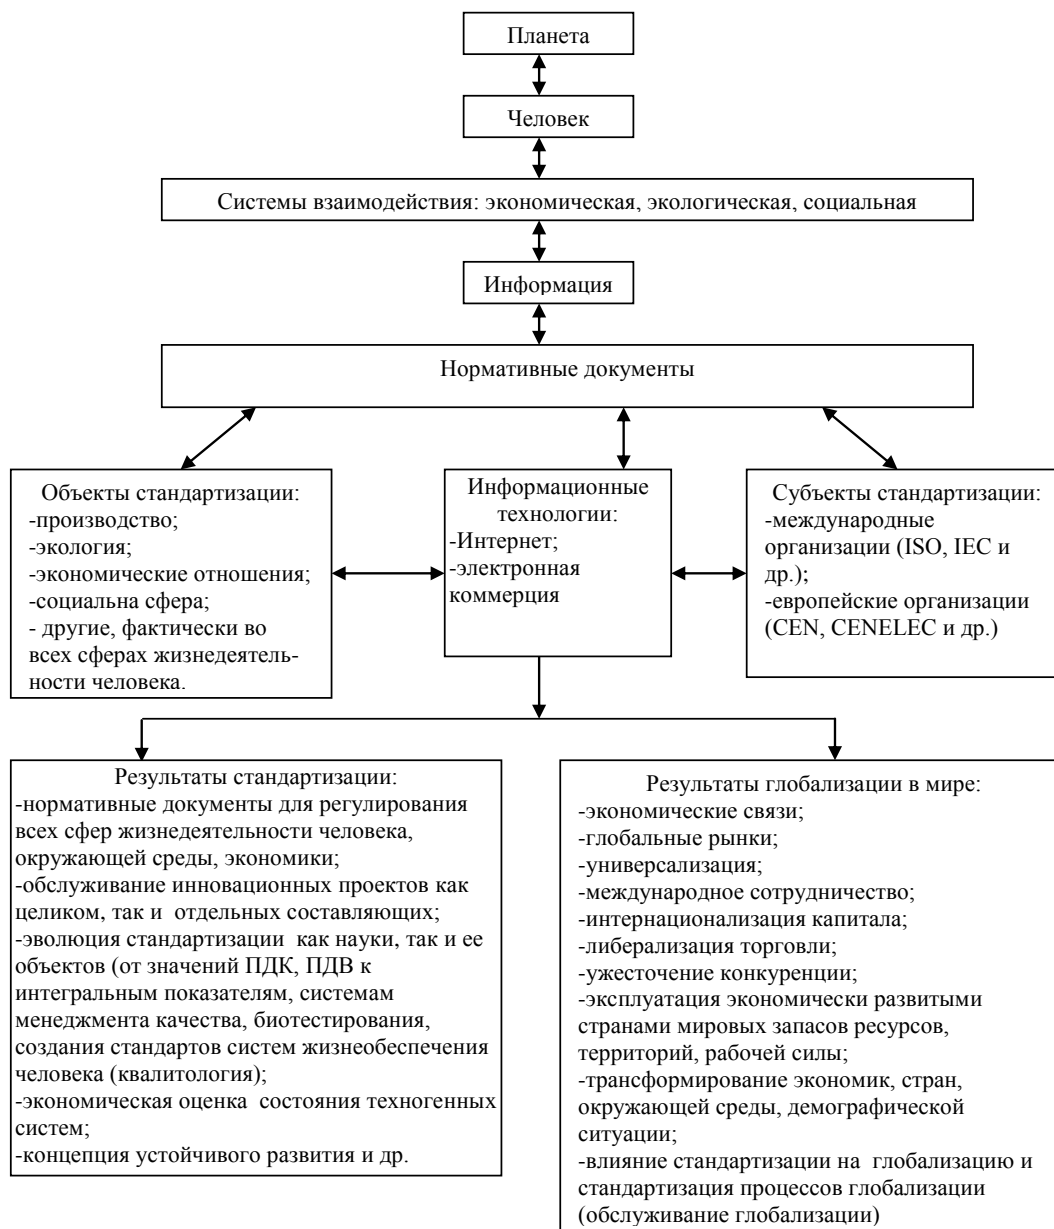 Планета
Человек
Системы взаимодействия: экономическая, экологическая, социальная
Информация
Нормативные документы
Объекты стандартизации:
-производство;
-экология;
-экономические отношения;
-социальна сфера;
- другие, фактически во
всех сферах жизнедеятель-
ности человека.
Информационные
технологии:
-Интернет;
-электронная
коммерция
Субъекты стандартизации:
-международные
организации (ISO, IEC и
др.);
-европейские организации
(CEN, CENELEC и др.)
Результаты стандартизации:
-нормативные документы для регулирования
всех сфер жизнедеятельности человека,
окружающей среды, экономики;
-обслуживание инновационных проектов как
целиком, так и  отдельных составляющих;
-эволюция стандартизации  как науки, так и ее
объектов (от значений ПДК, ПДВ к
интегральным показателям, системам
менеджмента качества, биотестирования,
создания стандартов систем жизнеобеспечения
человека (квалитология);
-экономическая оценка  состояния техногенных
систем;
-концепция устойчивого развития и др.
Результаты глобализации в мире:
-экономические связи;
-глобальные рынки;
-универсализация;
-международное сотрудничество;
-интернационализация капитала;
-либерализация торговли;
-ужесточение конкуренции;
-эксплуатация экономически развитыми
странами мировых запасов ресурсов,
территорий, рабочей силы;
-трансформирование экономик, стран,
окружающей среды, демографической
ситуации;
-влияние стандартизации на  глобализацию и
стандартизация процессов глобализации
(обслуживание глобализации)